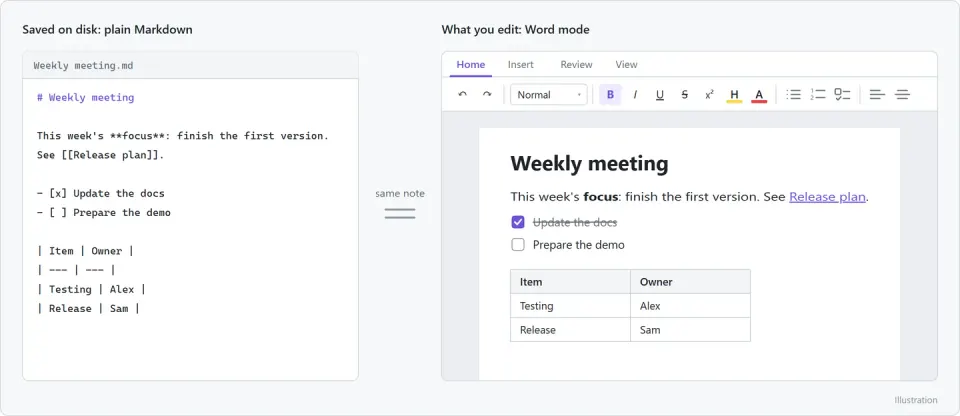 Saved on disk: plain Markdown
Weekly meeting.md
# Weekly meeting
This week's **focus**: finish the first version.
See [[Release plan]].
- [x] Update the docs
- [ ] Prepare the demo
| Item | Owner |
| --- | --- |
| Testing | Alex |
| Release | Sam |
same note
What you edit: Word mode
Home Insert Review View
Normal B I U S x² H A
Weekly meeting
This week's focus: finish the first version. See Release plan.
Update the docs
Prepare the demo
Item Owner
Testing Alex
Release Sam
Illustration